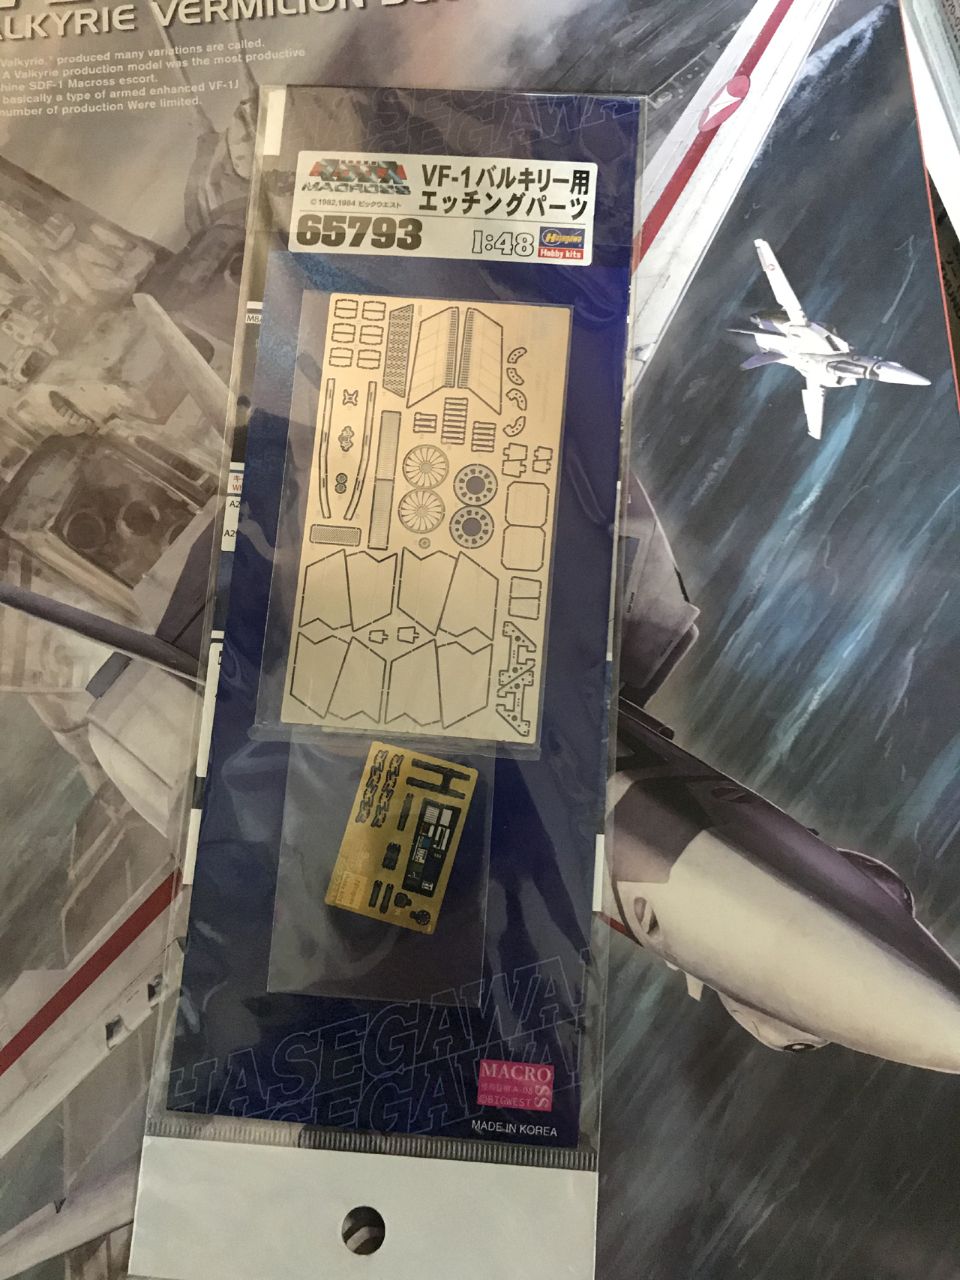 ALKYRIE VERMILION
Valkyrie," produced many variations are called.
A Valkyrie production model was the most productive
hine SDF-1 Macross escort.
basically a type of armed enhanced VF-1J
number of production Were limited.
MACROSS
VF-1バルキリー用
エッチングパーツ
©1982,1984 ビックウエスト
65793
1:48
Hasegawa
Hobby kits
HASEGAWA
HASEGAWA
MACROSS
©BIGWEST
MADE IN KOREA